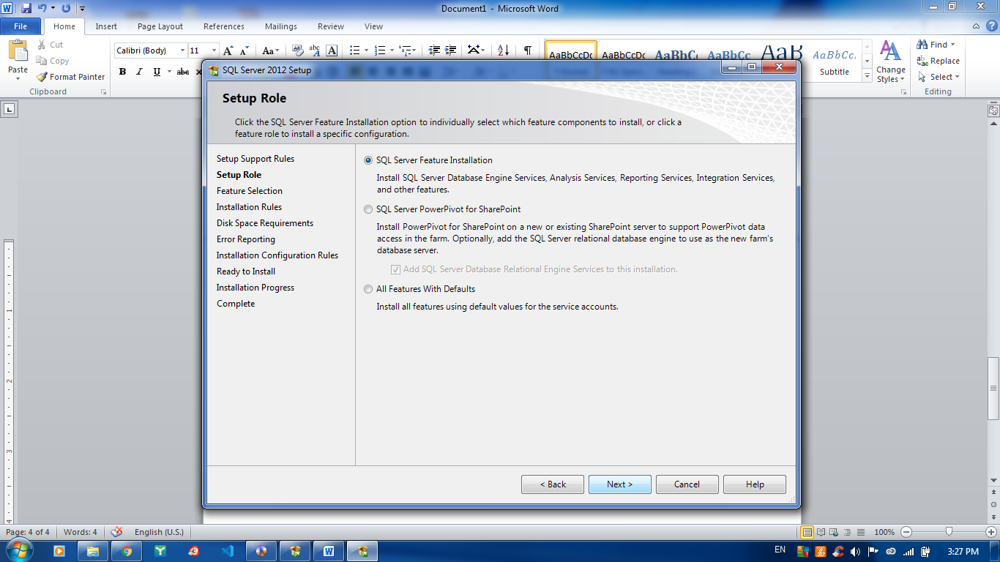 Document1 - Microsoft Word
File
Home
Insert
Page Layout
References
Mailings
Review
View
Paste
Cut
Copy
Format Painter
Clipboard
Calibri (Body)
11
Aa
B I U abc
AaBbCcDc
AaBbCcDc
AaBbC
AaBbCc
AaB
AaBbCc.
Subtitle
Change
Styles
Find
Replace
Select
Editing
SQL Server 2012 Setup
Setup Role
Click the SQL Server Feature Installation option to individually select which feature components to install, or click a
feature role to install a specific configuration.
Setup Support Rules
Setup Role
Feature Selection
Installation Rules
Disk Space Requirements
Error Reporting
Installation Configuration Rules
Ready to Install
Installation Progress
Complete
SQL Server Feature Installation
Install SQL Server Database Engine Services, Analysis Services, Reporting Services, Integration Services,
and other features.
SQL Server PowerPivot for SharePoint
Install PowerPivot for SharePoint on a new or existing SharePoint server to support PowerPivot data
access in the farm. Optionally, add the SQL Server relational database engine to use as the new farm's
database server.
Add SQL Server Database Relational Engine Services to this installation.
All Features With Defaults
Install all features using default values for the service accounts.
< Back
Next >
Cancel
Help
Page: 4 of 4
Words: 4
English (U.S.)
100%
EN
3:27 PM